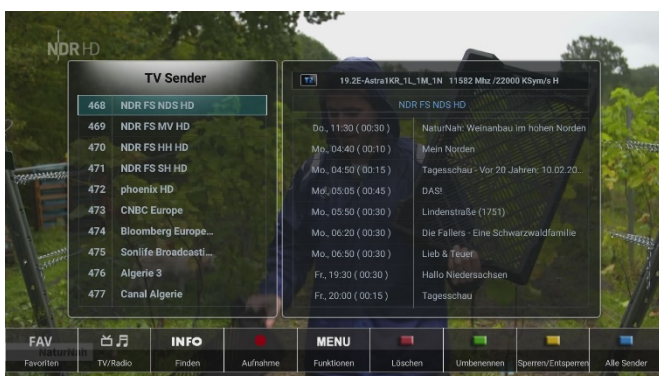 NDR HD
TV Sender
468 NDR FS NDS HD
469 NDR FS MV HD
470 NDR FS HH HD
471 NDR FS SH HD
472 phoenix HD
473 CNBC Europe
474 Bloomberg Europe...
475 Sonlife Broadcasti...
476 Algerie 3
477 Canal Algerie
19.2E-Astra1KR_1L_1M_1N 11582 Mhz /22000 KSym/s H
NDR FS NDS HD
Do., 11:30 ( 00:30 ) NaturNah: Weinanbau im hohen Norden
Mo., 04:40 ( 00:10 ) Mein Norden
Mo., 04:50 ( 00:15 ) Tagesschau - Vor 20 Jahren: 10.02.20...
Mo., 05:05 ( 00:45 ) DAS!
Mo., 05:50 ( 00:30 ) Lindenstraße (1751)
Mo., 06:20 ( 00:30 ) Die Fallers - Eine Schwarzwaldfamilie
Mo., 06:50 ( 00:30 ) Lieb & Teuer
Fr., 19:30 ( 00:30 ) Hallo Niedersachsen
Fr., 20:00 ( 00:15 ) Tagesschau
FAV INFO MENU
NaturNah
Favoriten TV/Radio Finden Aufnahme Funktionen Löschen Umbenennen Sperren/Entsperren Alle Sender